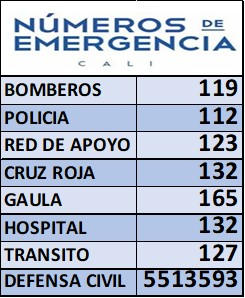 NÚMEROS DE
EMERGENCIA
CALI
BOMBEROS 119
POLICIA 112
RED DE APOYO 123
CRUZ ROJA 132
GAULA 165
HOSPITAL 132
TRANSITO 127
DEFENSA CIVIL 5513593